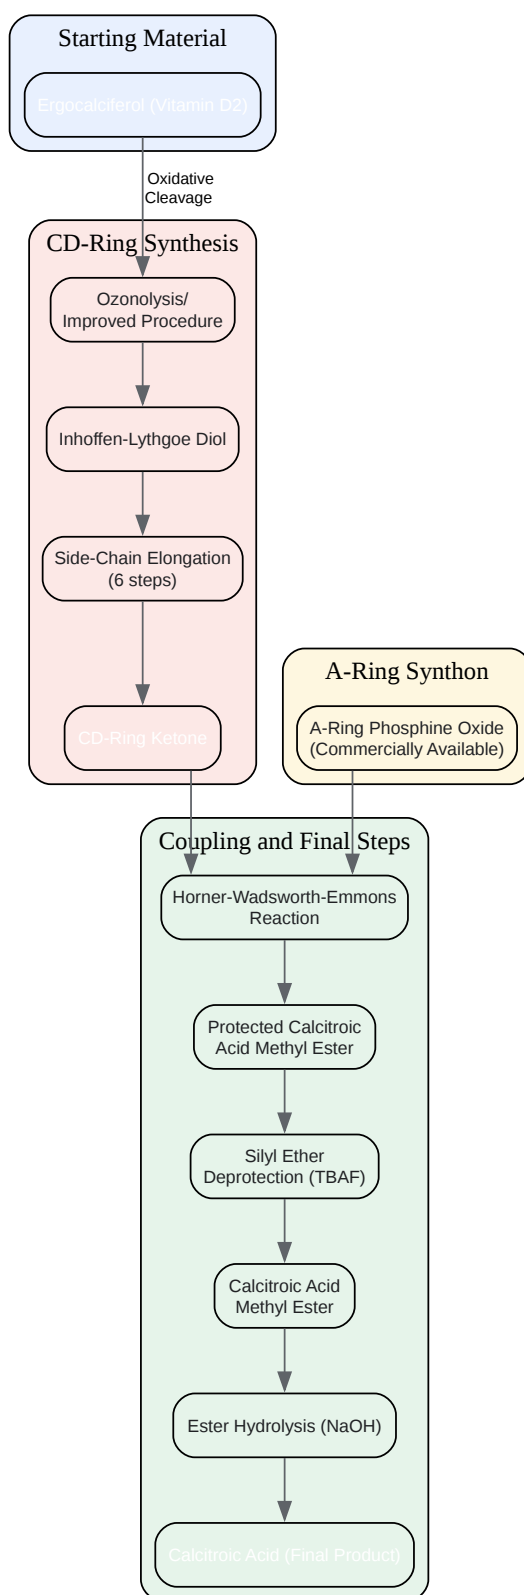 Starting Material
Ergocalciferol (Vitamin D2)
Oxidative
Cleavage
CD-Ring Synthesis
Ozonolysis/
Improved Procedure
Inhoffen-Lythgoe Diol
Side-Chain Elongation
(6 steps)
CD-Ring Ketone
A-Ring Synthon
A-Ring Phosphine Oxide
(Commercially Available)
Coupling and Final Steps
Horner-Wadsworth-Emmons
Reaction
Protected Calcitroic
Acid Methyl Ester
Silyl Ether
Deprotection (TBAF)
Calcitroic Acid
Methyl Ester
Ester Hydrolysis (NaOH)
Calcitroic Acid (Final Product)